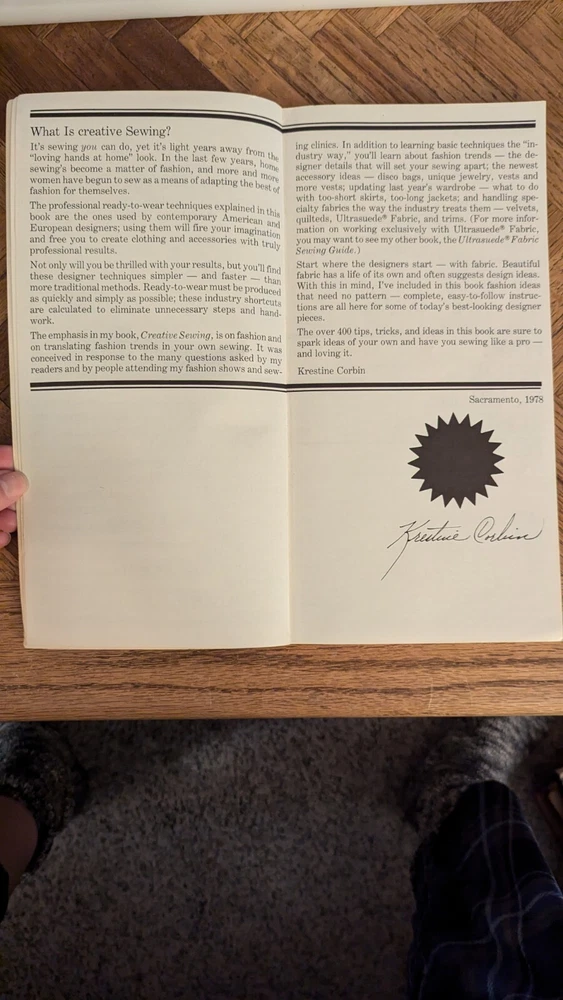 What Is creative Sewing?
It's sewing you can do, yet it's light years away from the
"loving hands at home" look. In the last few years, home
sewing's become a matter of fashion, and more and more
women have begun to sew as a means of adapting the best of
fashion for themselves.
The professional ready-to-wear techniques explained in this
book are the ones used by contemporary American and
European designers; using them will fire your imagination
and free you to create clothing and accessories with truly
professional results.
Not only will you be thrilled with your results, but you'll find
these designer techniques simpler — and faster — than
more traditional methods. Ready-to-wear must be produced
as quickly and simply as possible; these industry shortcuts
are calculated to eliminate unnecessary steps and hand-
work.
The emphasis in my book, Creative Sewing, is on fashion and
on translating fashion trends in your own sewing. It was
conceived in response to the many questions asked by my
readers and by people attending my fashion shows and sew-
ing clinics. In addition to learning basic techniques the "in-
dustry way," you'll learn about fashion trends — the de-
signer details that will set your sewing apart; the newest
accessory ideas — disco bags, unique jewelry, vests and
more vests; updating last year's wardrobe — what to do
with too-short skirts, too-long jackets; and handling spe-
cialty fabrics the way the industry treats them — velvets,
quilteds, Ultrasuede® Fabric, and trims. (For more infor-
mation on working exclusively with Ultrasuede® Fabric,
you may want to see my other book, the Ultrasuede® Fabric
Sewing Guide.)
Start where the designers start — with fabric. Beautiful
fabric has a life of its own and often suggests design ideas.
With this in mind, I've included in this book fashion ideas
that need no pattern — complete, easy-to-follow instruc-
tions are all here for some of today's best-looking designer
pieces.
The over 400 tips, tricks, and ideas in this book are sure to
spark ideas of your own and have you sewing like a pro —
and loving it.
Krestine Corbin
Sacramento, 1978
Krestine Corbin